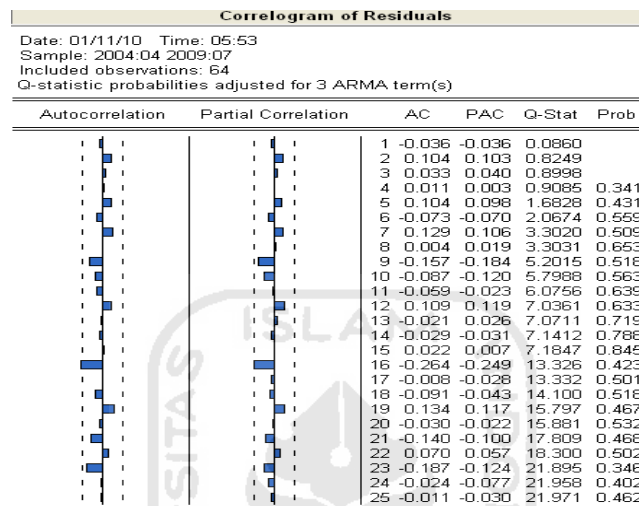 Correlogram of Residuals
Date: 01/11/10 Time: 05:53
Sample: 2004:04 2009:07
Included observations: 64
Q-statistic probabilities adjusted for 3 ARMA term(s)
Autocorrelation Partial Correlation AC PAC Q-Stat Prob
1 -0.036 -0.036 0.0860
2 0.104 0.103 0.8249
3 0.033 0.040 0.8998
4 0.011 0.003 0.9085 0.341
5 0.104 0.098 1.6828 0.431
6 -0.073 -0.070 2.0674 0.559
7 0.129 0.106 3.3020 0.509
8 0.004 0.019 3.3031 0.653
9 -0.157 -0.184 5.2015 0.518
10 -0.087 -0.120 5.7988 0.563
11 -0.059 -0.023 6.0756 0.639
12 0.109 0.119 7.0361 0.633
13 -0.021 0.026 7.0711 0.719
14 -0.029 -0.031 7.1412 0.788
15 0.022 0.007 7.1847 0.845
16 -0.264 -0.249 13.326 0.423
17 -0.008 -0.028 13.332 0.501
18 -0.091 -0.043 14.100 0.518
19 0.134 0.117 15.797 0.467
20 -0.030 -0.022 15.881 0.532
21 -0.140 -0.100 17.809 0.468
22 0.070 0.057 18.300 0.502
23 -0.187 -0.124 21.895 0.346
24 -0.024 -0.077 21.958 0.402
25 -0.011 -0.030 21.971 0.462
ISLAM
SITAS